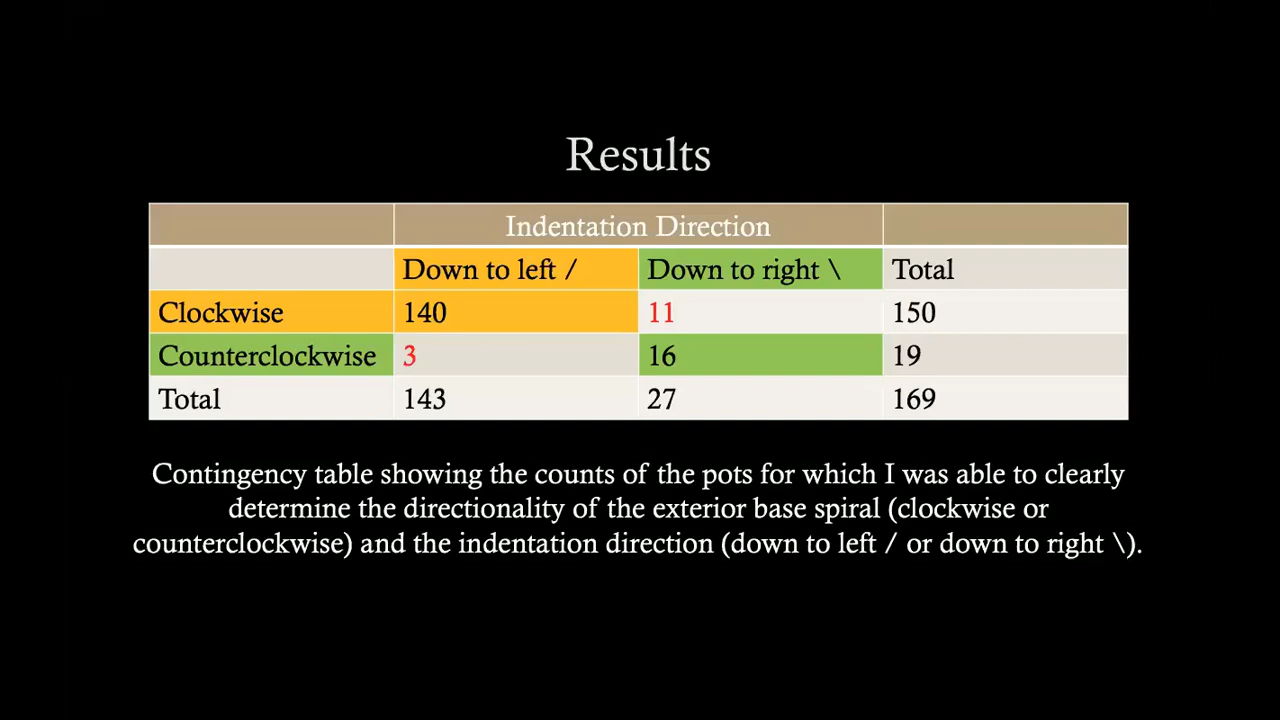 Results
Indentation Direction
Down to left / Down to right \ Total
Clockwise 140 11 150
Counterclockwise 3 16 19
Total 143 27 169
Contingency table showing the counts of the pots for which I was able to clearly
determine the directionality of the exterior base spiral (clockwise or
counterclockwise) and the indentation direction (down to left / or down to right \).